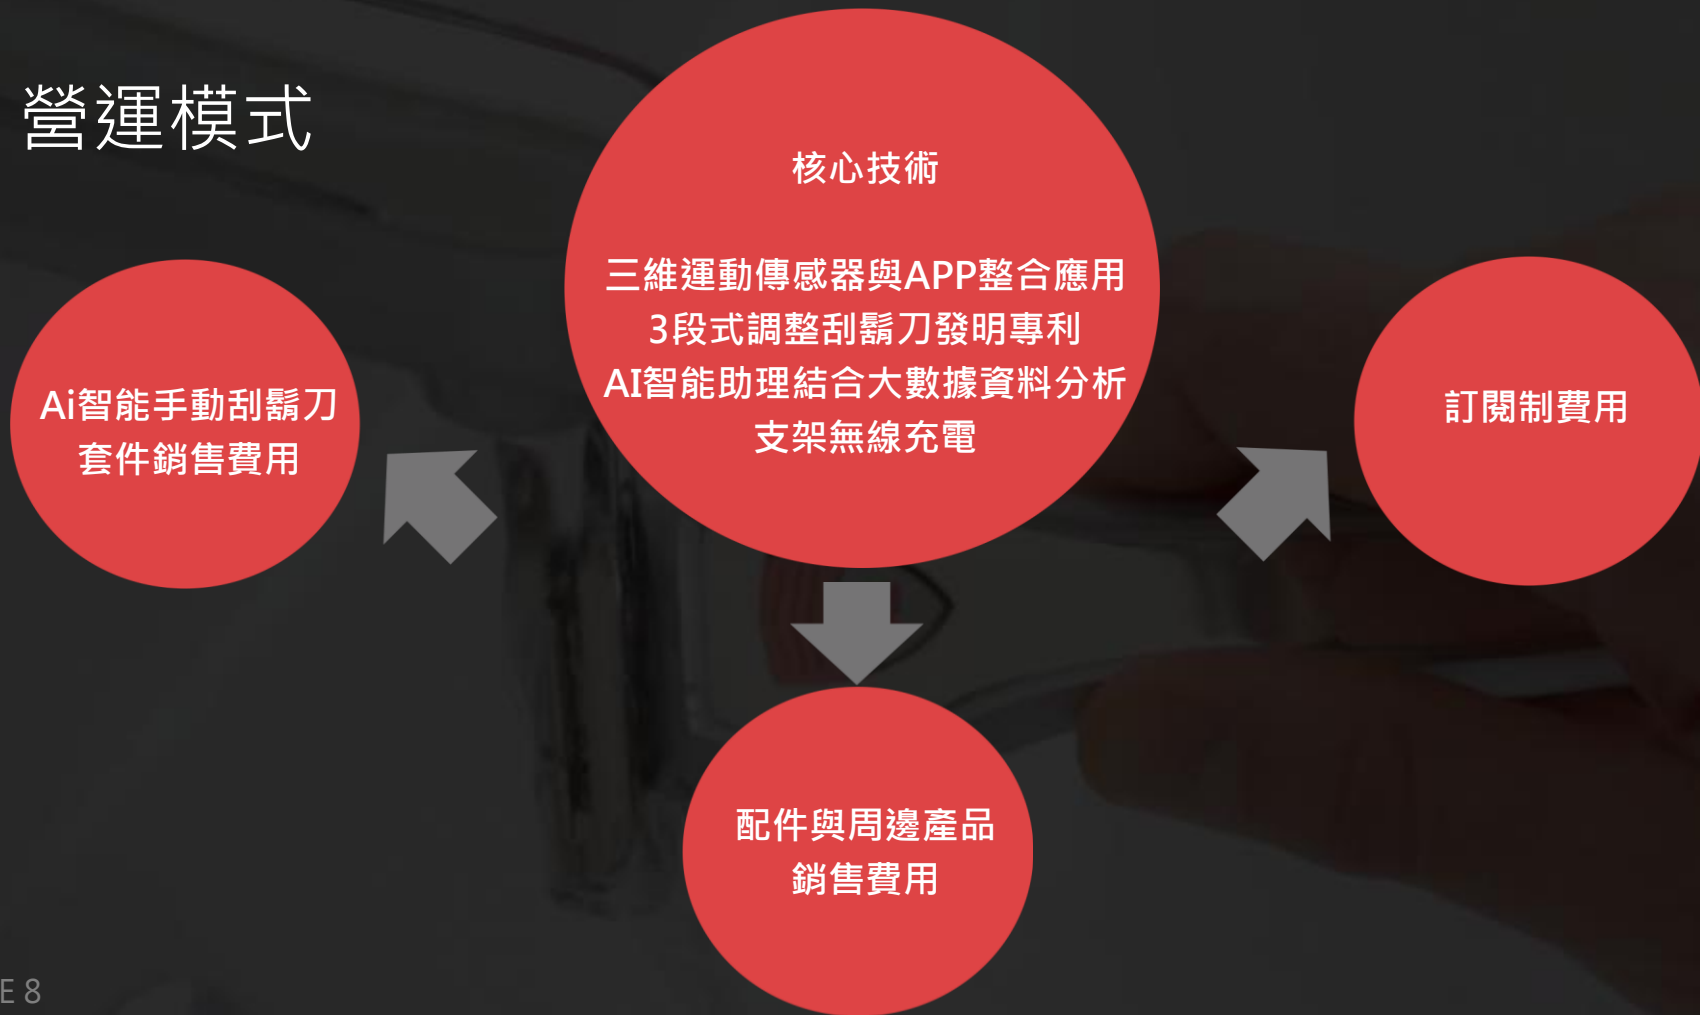 營運模式
核心技術
三維運動傳感器與APP整合應用
3段式調整刮鬍刀發明專利
AI智能助理結合大數據資料分析
支架無線充電
Ai智能手動刮鬍刀
套件銷售費用
訂閱制費用
配件與周邊產品
銷售費用
E 8